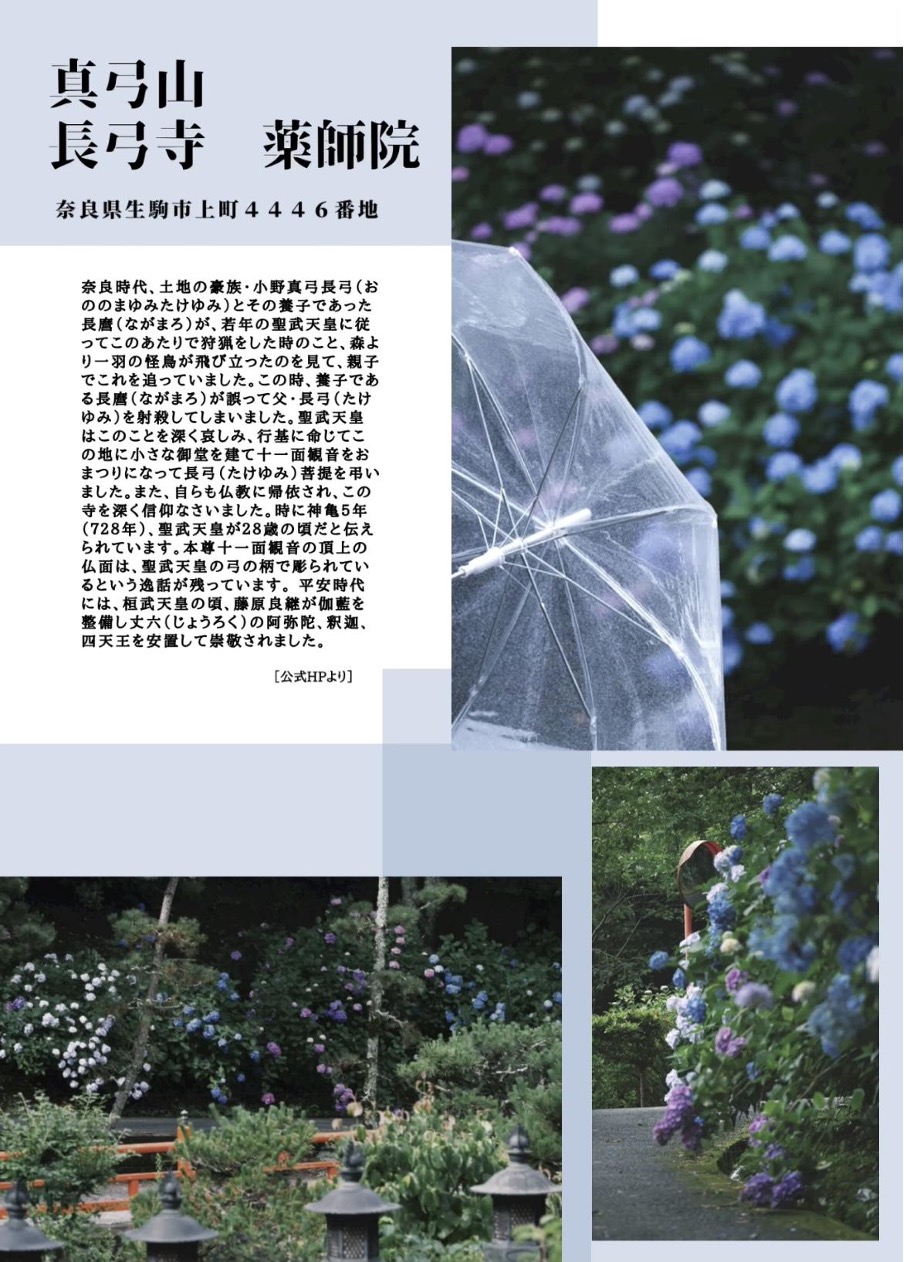 真弓山
長弓寺　薬師院
奈良県生駒市上町４４４６番地
奈良時代、土地の豪族・小野真弓長弓（お
ののまゆみたけゆみ）とその養子であった
長麿（ながまろ）が、若年の聖武天皇に従
ってこのあたりで狩猟をした時のこと、森よ
り一羽の怪鳥が飛び立ったのを見て、親子
でこれを追っていました。この時、養子であ
る長麿（ながまろ）が誤って父・長弓（たけ
ゆみ）を射殺してしまいました。聖武天皇
はこのことを深く哀しみ、行基に命じてこ
の地に小さな御堂を建て十一面観音をお
まつりになって長弓（たけゆみ）菩提を弔い
ました。また、自らも仏教に帰依され、この
寺を深く信仰なさいました。時に神亀5年
（728年）、聖武天皇が28歳の頃だと伝え
られています。本尊十一面観音の頂上の
仏面は、聖武天皇の弓の柄で彫られてい
るという逸話が残っています。 平安時代
には、桓武天皇の頃、藤原良継が伽藍を
整備し丈六（じょうろく）の阿弥陀、釈迦、
四天王を安置して崇敬されました。
［公式HPより］